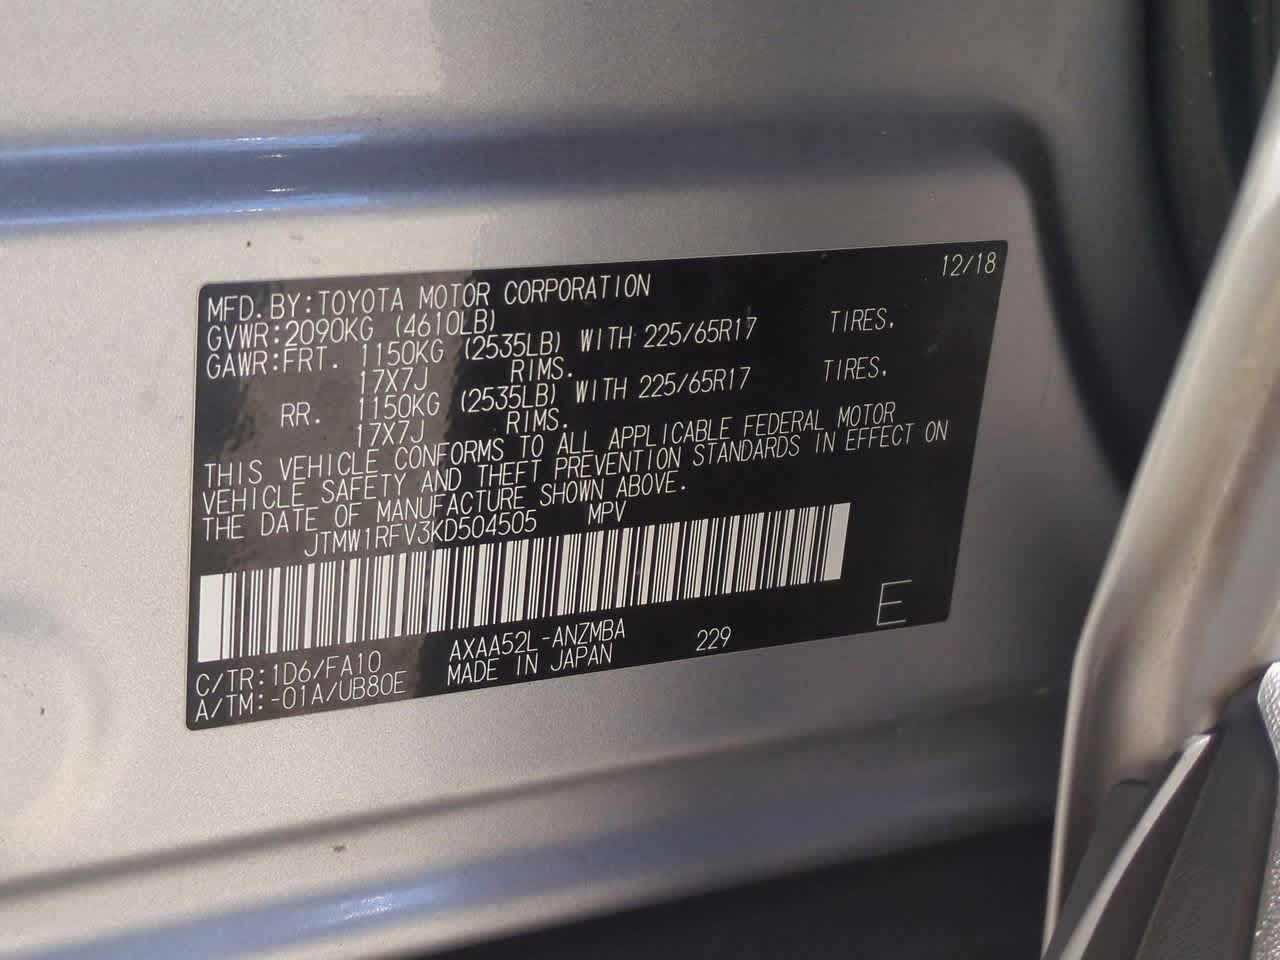 12/18
MFD.BY:TOYOTA MOTOR CORPORATION
GVWR:2090KG (4610LB)
GAWR:FRT. 1150KG (2535LB) WITH 225/65R17 TIRES,
17X7J RIMS.
RR. 1150KG (2535LB) WITH 225/65R17 TIRES,
17X7J RIMS.
THIS VEHICLE CONFORMS TO ALL APPLICABLE FEDERAL MOTOR
VEHICLE SAFETY AND THEFT PREVENTION STANDARDS IN EFFECT ON
THE DATE OF MANUFACTURE SHOWN ABOVE.
JTMW1RFV3KD504505 MPV
E
C/TR:1D6/FA10 AXAA52L-ANZMBA 229
A/TM:-01A/UB80E MADE IN JAPAN